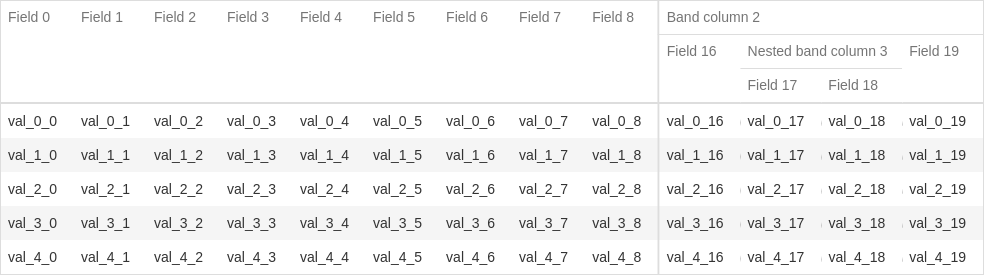 Field 0 Field 1 Field 2 Field 3 Field 4 Field 5 Field 6 Field 7 Field 8 Band column 2
Field 16 Nested band column 3 Field 19
Field 17 Field 18
val_0_0 val_0_1 val_0_2 val_0_3 val_0_4 val_0_5 val_0_6 val_0_7 val_0_8 val_0_16 val_0_17 val_0_18 val_0_19
val_1_0 val_1_1 val_1_2 val_1_3 val_1_4 val_1_5 val_1_6 val_1_7 val_1_8 val_1_16 val_1_17 val_1_18 val_1_19
val_2_0 val_2_1 val_2_2 val_2_3 val_2_4 val_2_5 val_2_6 val_2_7 val_2_8 val_2_16 val_2_17 val_2_18 val_2_19
val_3_0 val_3_1 val_3_2 val_3_3 val_3_4 val_3_5 val_3_6 val_3_7 val_3_8 val_3_16 val_3_17 val_3_18 val_3_19
val_4_0 val_4_1 val_4_2 val_4_3 val_4_4 val_4_5 val_4_6 val_4_7 val_4_8 val_4_16 val_4_17 val_4_18 val_4_19